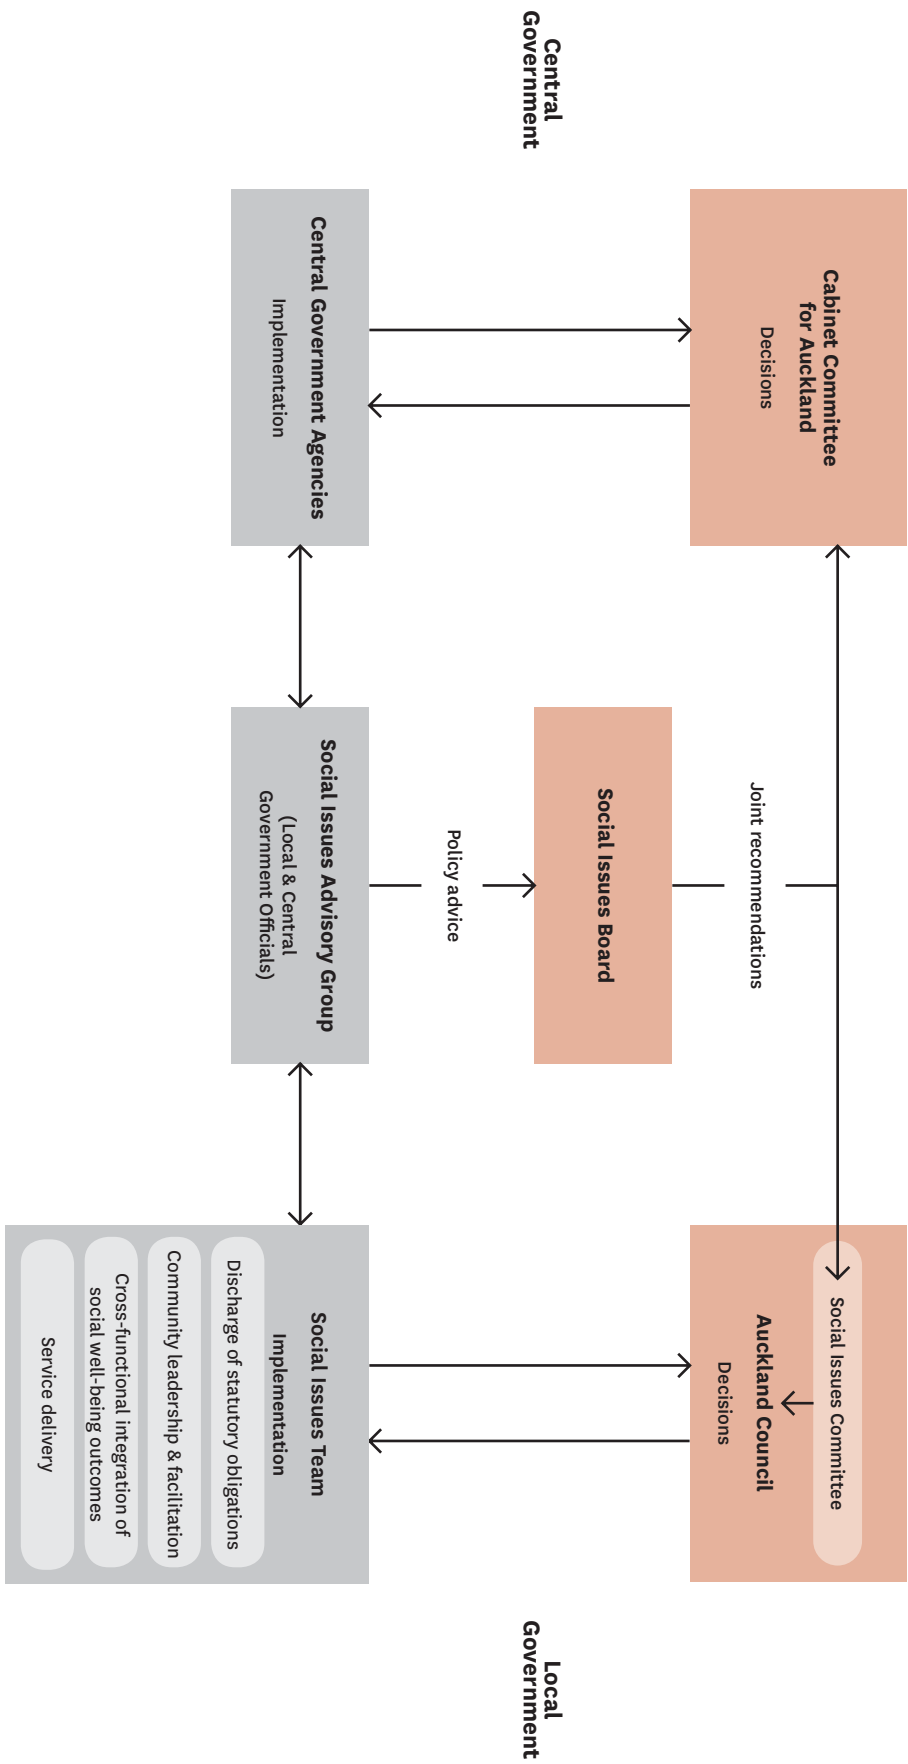 Central
Government
Cabinet Committee
for Auckland
Decisions
Joint recommendations
Social Issues Committee
Auckland Council
Decisions
Social Issues Board
Policy advice
Central Government Agencies
Implementation
Social Issues Advisory Group
(Local & Central
Government Officials)
Social Issues Team
Implementation
Discharge of statutory obligations
Community leadership & facilitation
Cross-functional integration of
social well-being outcomes
Service delivery
Local
Government